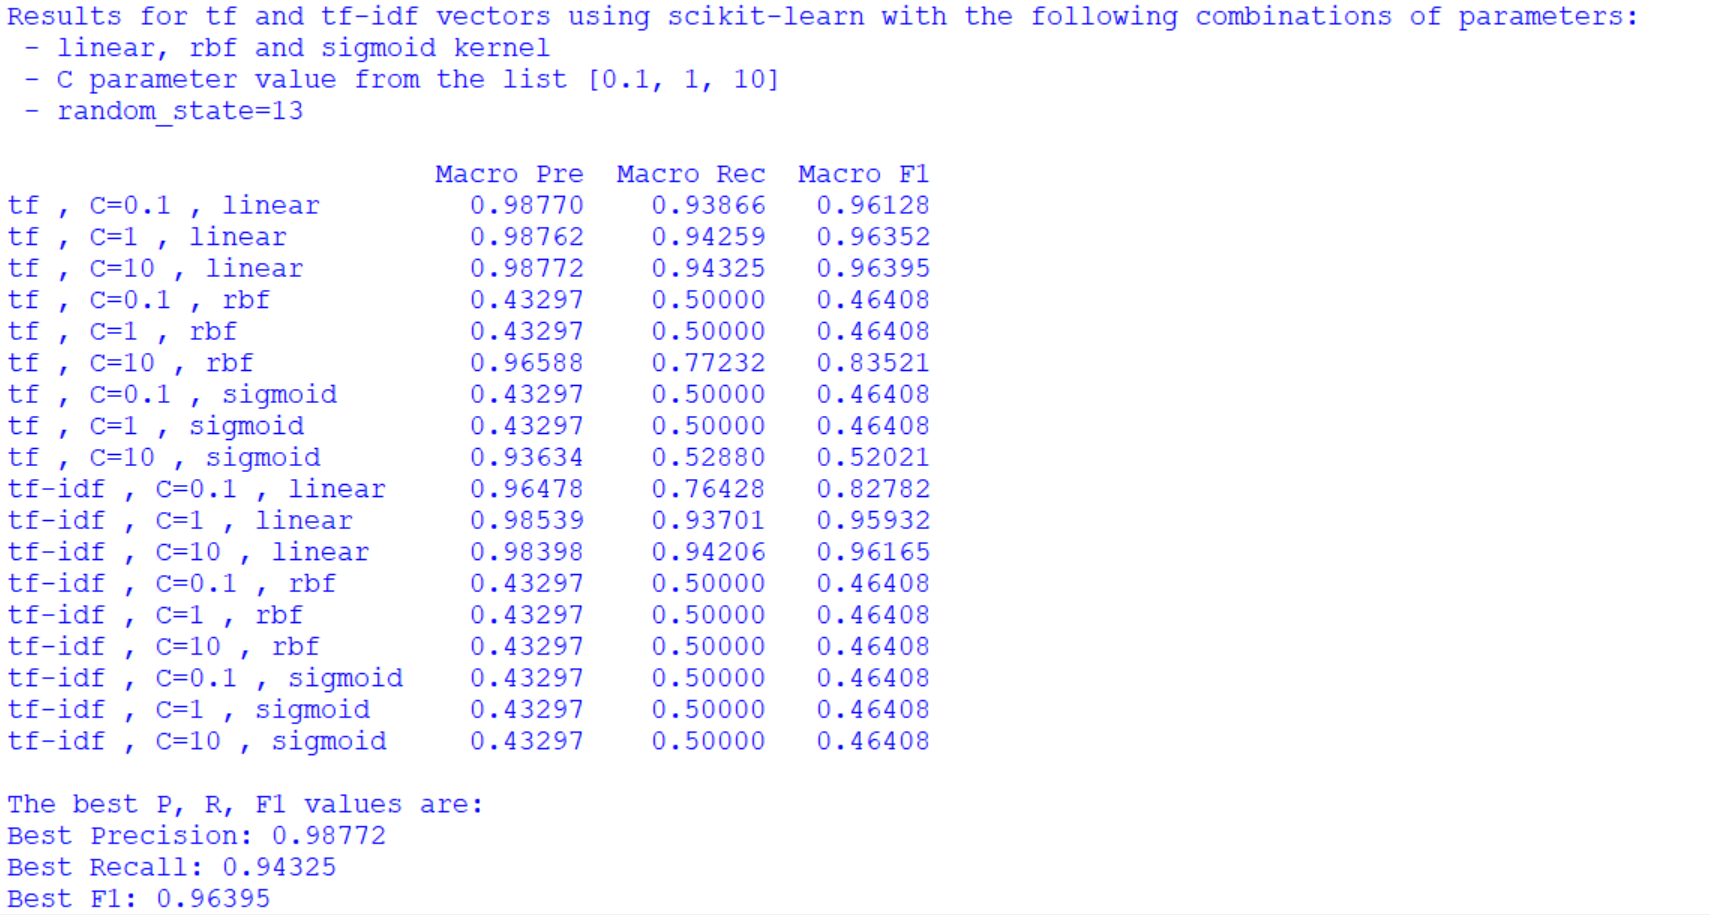 Results for tf and tf-idf vectors using scikit-learn with the following combinations of parameters:
 - linear, rbf and sigmoid kernel
 - C parameter value from the list [0.1, 1, 10]
 - random_state=13
Macro Pre  Macro Rec  Macro F1
tf , C=0.1 , linear 0.98770 0.93866 0.96128
tf , C=1 , linear 0.98762 0.94259 0.96352
tf , C=10 , linear 0.98772 0.94325 0.96395
tf , C=0.1 , rbf 0.43297 0.50000 0.46408
tf , C=1 , rbf 0.43297 0.50000 0.46408
tf , C=10 , rbf 0.96588 0.77232 0.83521
tf , C=0.1 , sigmoid 0.43297 0.50000 0.46408
tf , C=1 , sigmoid 0.43297 0.50000 0.46408
tf , C=10 , sigmoid 0.93634 0.52880 0.52021
tf-idf , C=0.1 , linear 0.96478 0.76428 0.82782
tf-idf , C=1 , linear 0.98539 0.93701 0.95932
tf-idf , C=10 , linear 0.98398 0.94206 0.96165
tf-idf , C=0.1 , rbf 0.43297 0.50000 0.46408
tf-idf , C=1 , rbf 0.43297 0.50000 0.46408
tf-idf , C=10 , rbf 0.43297 0.50000 0.46408
tf-idf , C=0.1 , sigmoid 0.43297 0.50000 0.46408
tf-idf , C=1 , sigmoid 0.43297 0.50000 0.46408
tf-idf , C=10 , sigmoid 0.43297 0.50000 0.46408
The best P, R, F1 values are:
Best Precision: 0.98772
Best Recall: 0.94325
Best F1: 0.96395